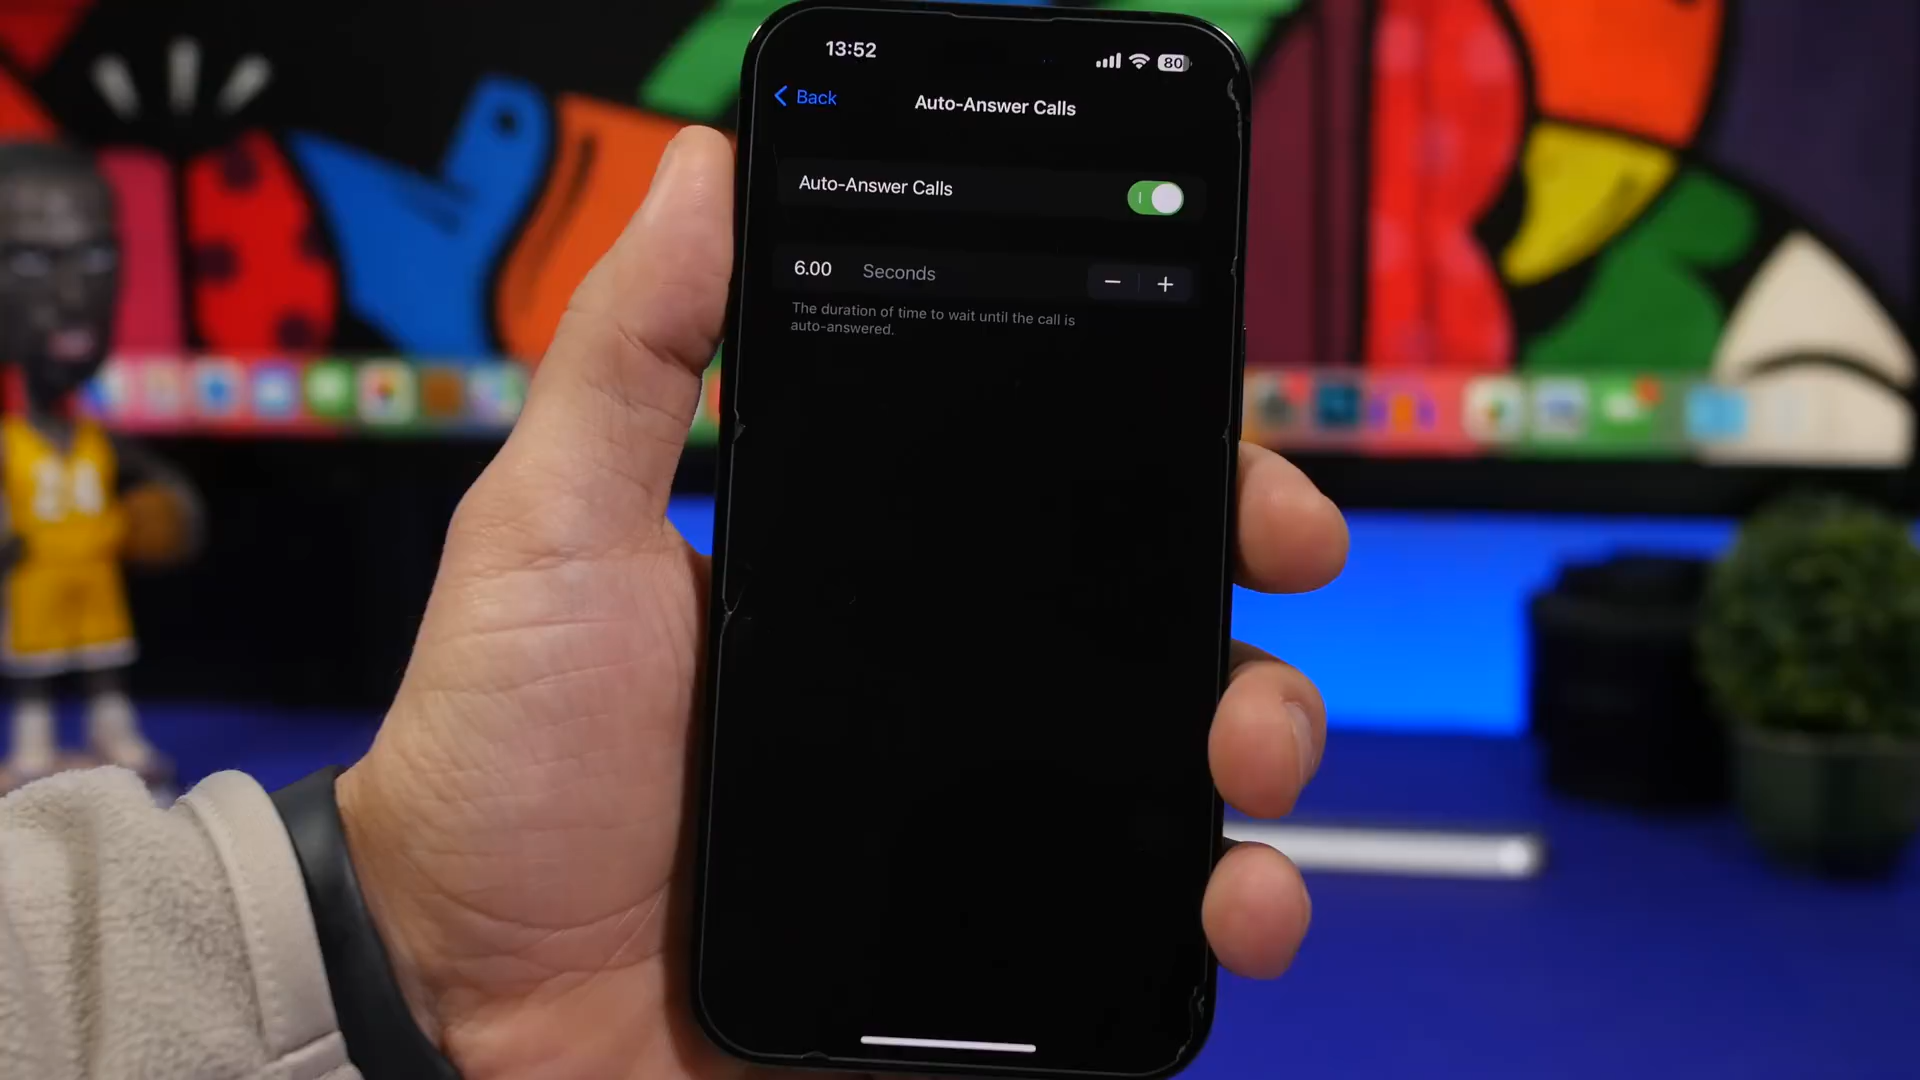 13:52
80
Back
Auto-Answer Calls
Auto-Answer Calls
6.00 Seconds
The duration of time to wait until the call is
auto-answered.
24